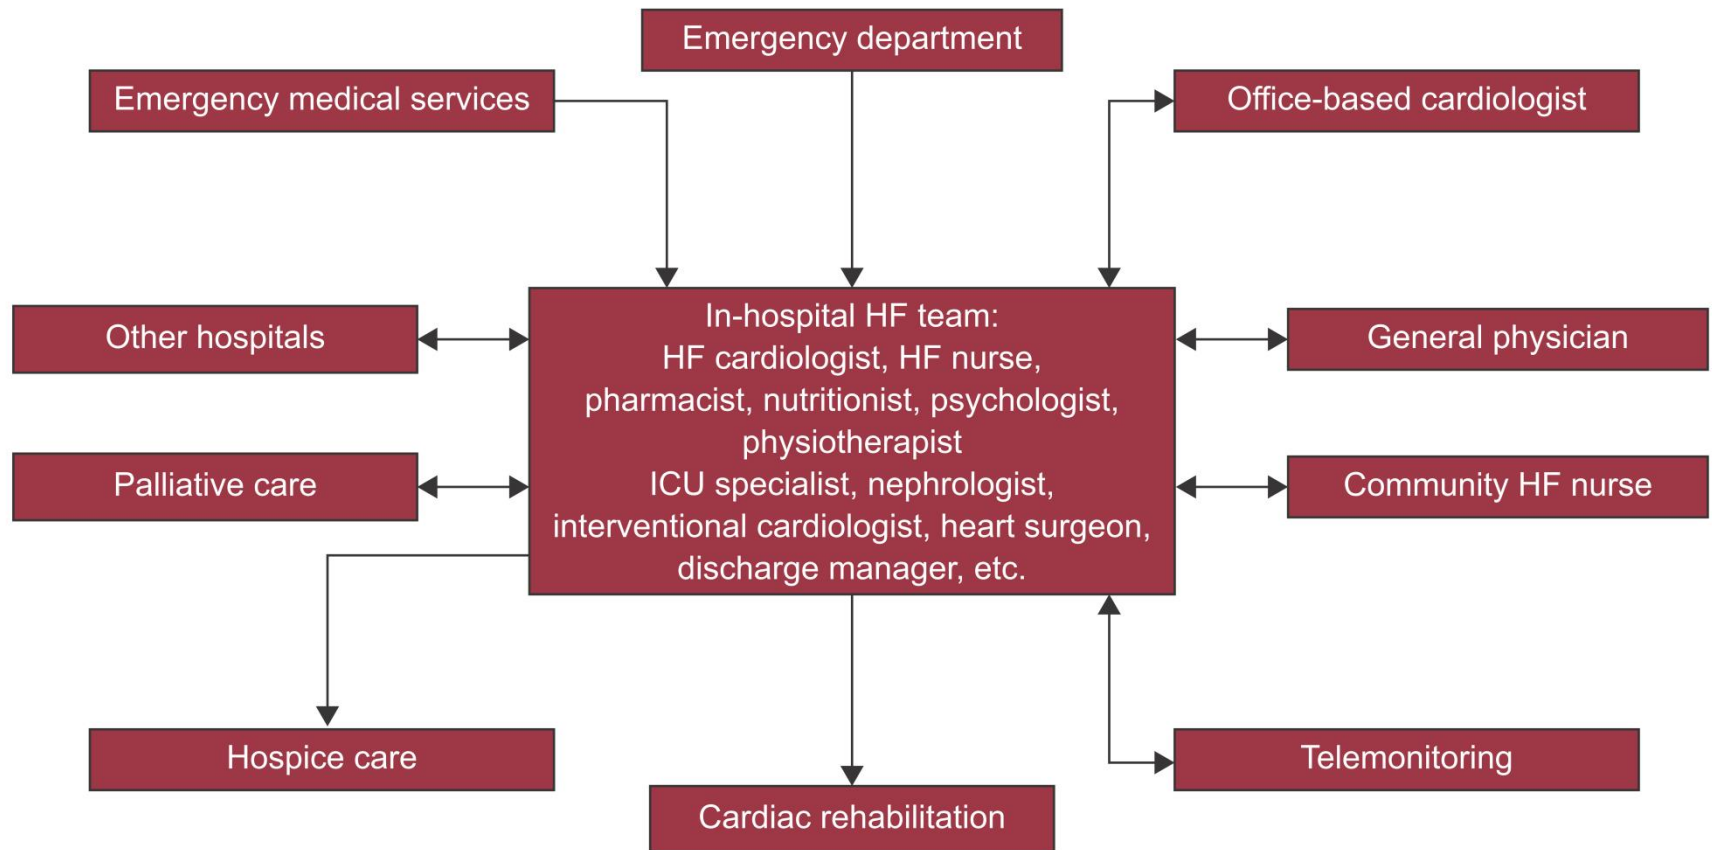 Emergency department
Emergency medical services
Office-based cardiologist
Other hospitals
In-hospital HF team:
HF cardiologist, HF nurse,
pharmacist, nutritionist, psychologist,
physiotherapist
ICU specialist, nephrologist,
interventional cardiologist, heart surgeon,
discharge manager, etc.
General physician
Palliative care
Community HF nurse
Hospice care
Telemonitoring
Cardiac rehabilitation